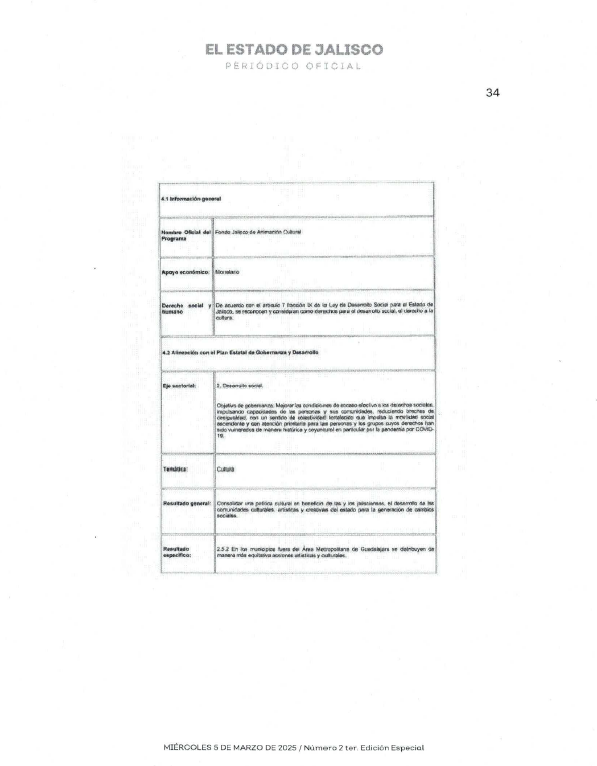 EL ESTADO DE JALISCO
PERIÓDICO OFICIAL
34
4.1 Información general
Nombre Oficial del Programa
Fondo Jalisco de Animación Cultural
Apoyo económico:
Monetario
Derecho social y humano
De acuerdo con el artículo 7 fracción IX de la Ley de Desarrollo Social para el Estado de
Jalisco, se reconocen y consideran como derechos para el desarrollo social, el derecho a la
cultura.
4.2 Alineación con el Plan Estatal de Gobernanza y Desarrollo
Eje sectorial:
2. Desarrollo social.
Objetivo de gobernanza: Mejorar las condiciones de acceso efectivo a los derechos sociales,
impulsando capacidades de las personas y sus comunidades, reduciendo brechas de
desigualdad, con un sentido de colectividad fortalecido que impulsa la movilidad social
ascendente y con atención prioritaria para las personas y los grupos cuyos derechos han
sido vulnerados de manera histórica y coyuntural en particular por la pandemia por COVID-
19.
Temática:
Cultura
Resultado general:
Consolidar una política cultural en beneficio de las y los jaliscienses, el desarrollo de las
comunidades culturales, artísticas y creativas del estado para la generación de cambios
sociales.
Resultado
específico:
2.5.2 En los municipios fuera del Área Metropolitana de Guadalajara se distribuyen de
manera más equitativa acciones artísticas y culturales.
MIÉRCOLES 5 DE MARZO DE 2025 / Número 2 ter. Edición Especial